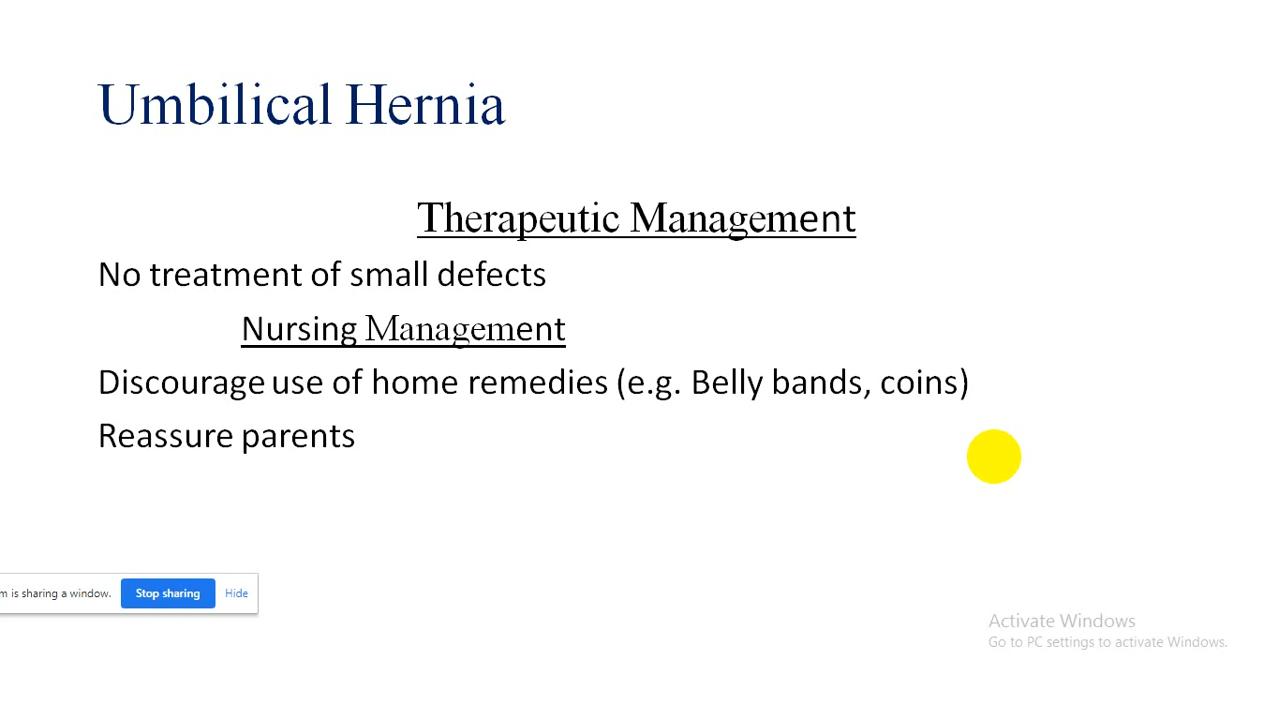 Umbilical Hernia
Therapeutic Management
No treatment of small defects
Nursing Management
Discourage use of home remedies (e.g. Belly bands, coins)
Reassure parents
m is sharing a window. Stop sharing Hide
Activate Windows
Go to PC settings to activate Windows.